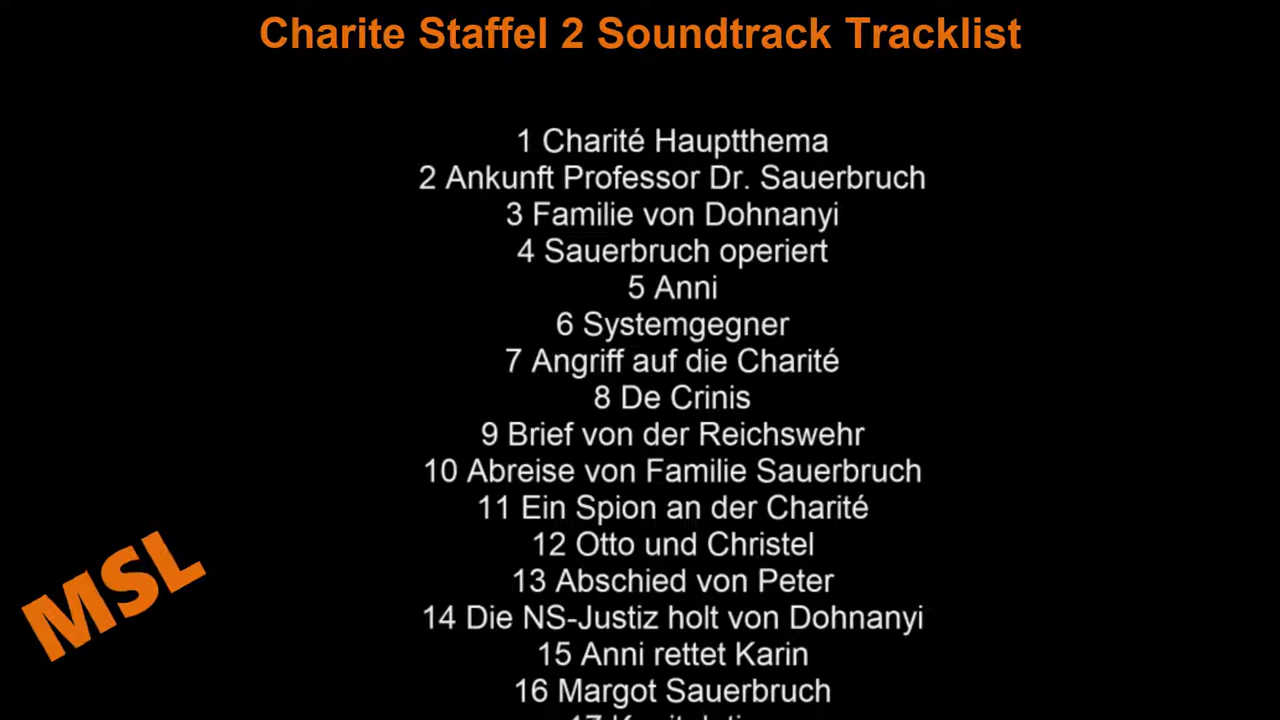 Charite Staffel 2 Soundtrack Tracklist
1 Charité Hauptthema
2 Ankunft Professor Dr. Sauerbruch
3 Familie von Dohnanyi
4 Sauerbruch operiert
5 Anni
6 Systemgegner
7 Angriff auf die Charité
8 De Crinis
9 Brief von der Reichswehr
10 Abreise von Familie Sauerbruch
11 Ein Spion an der Charité
12 Otto und Christel
13 Abschied von Peter
14 Die NS-Justiz holt von Dohnanyi
15 Anni rettet Karin
16 Margot Sauerbruch
17
MSL